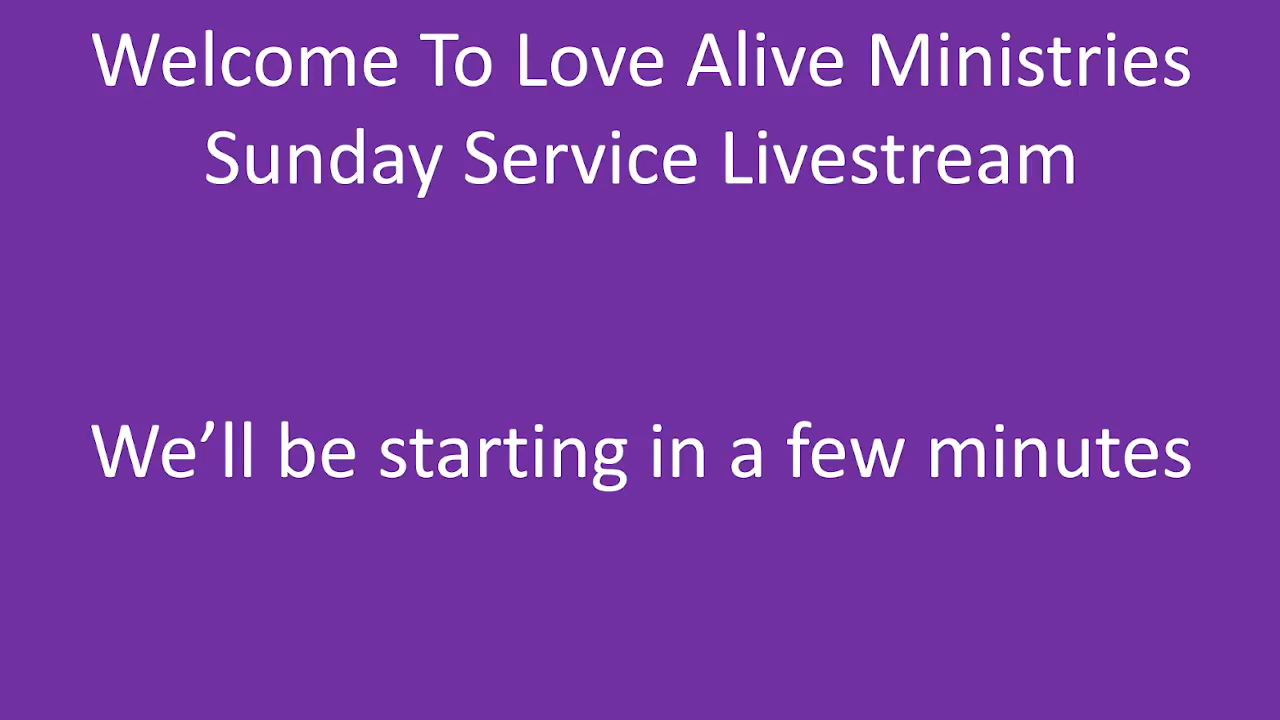 Welcome To Love Alive Ministries
Sunday Service Livestream
We’ll be starting in a few minutes